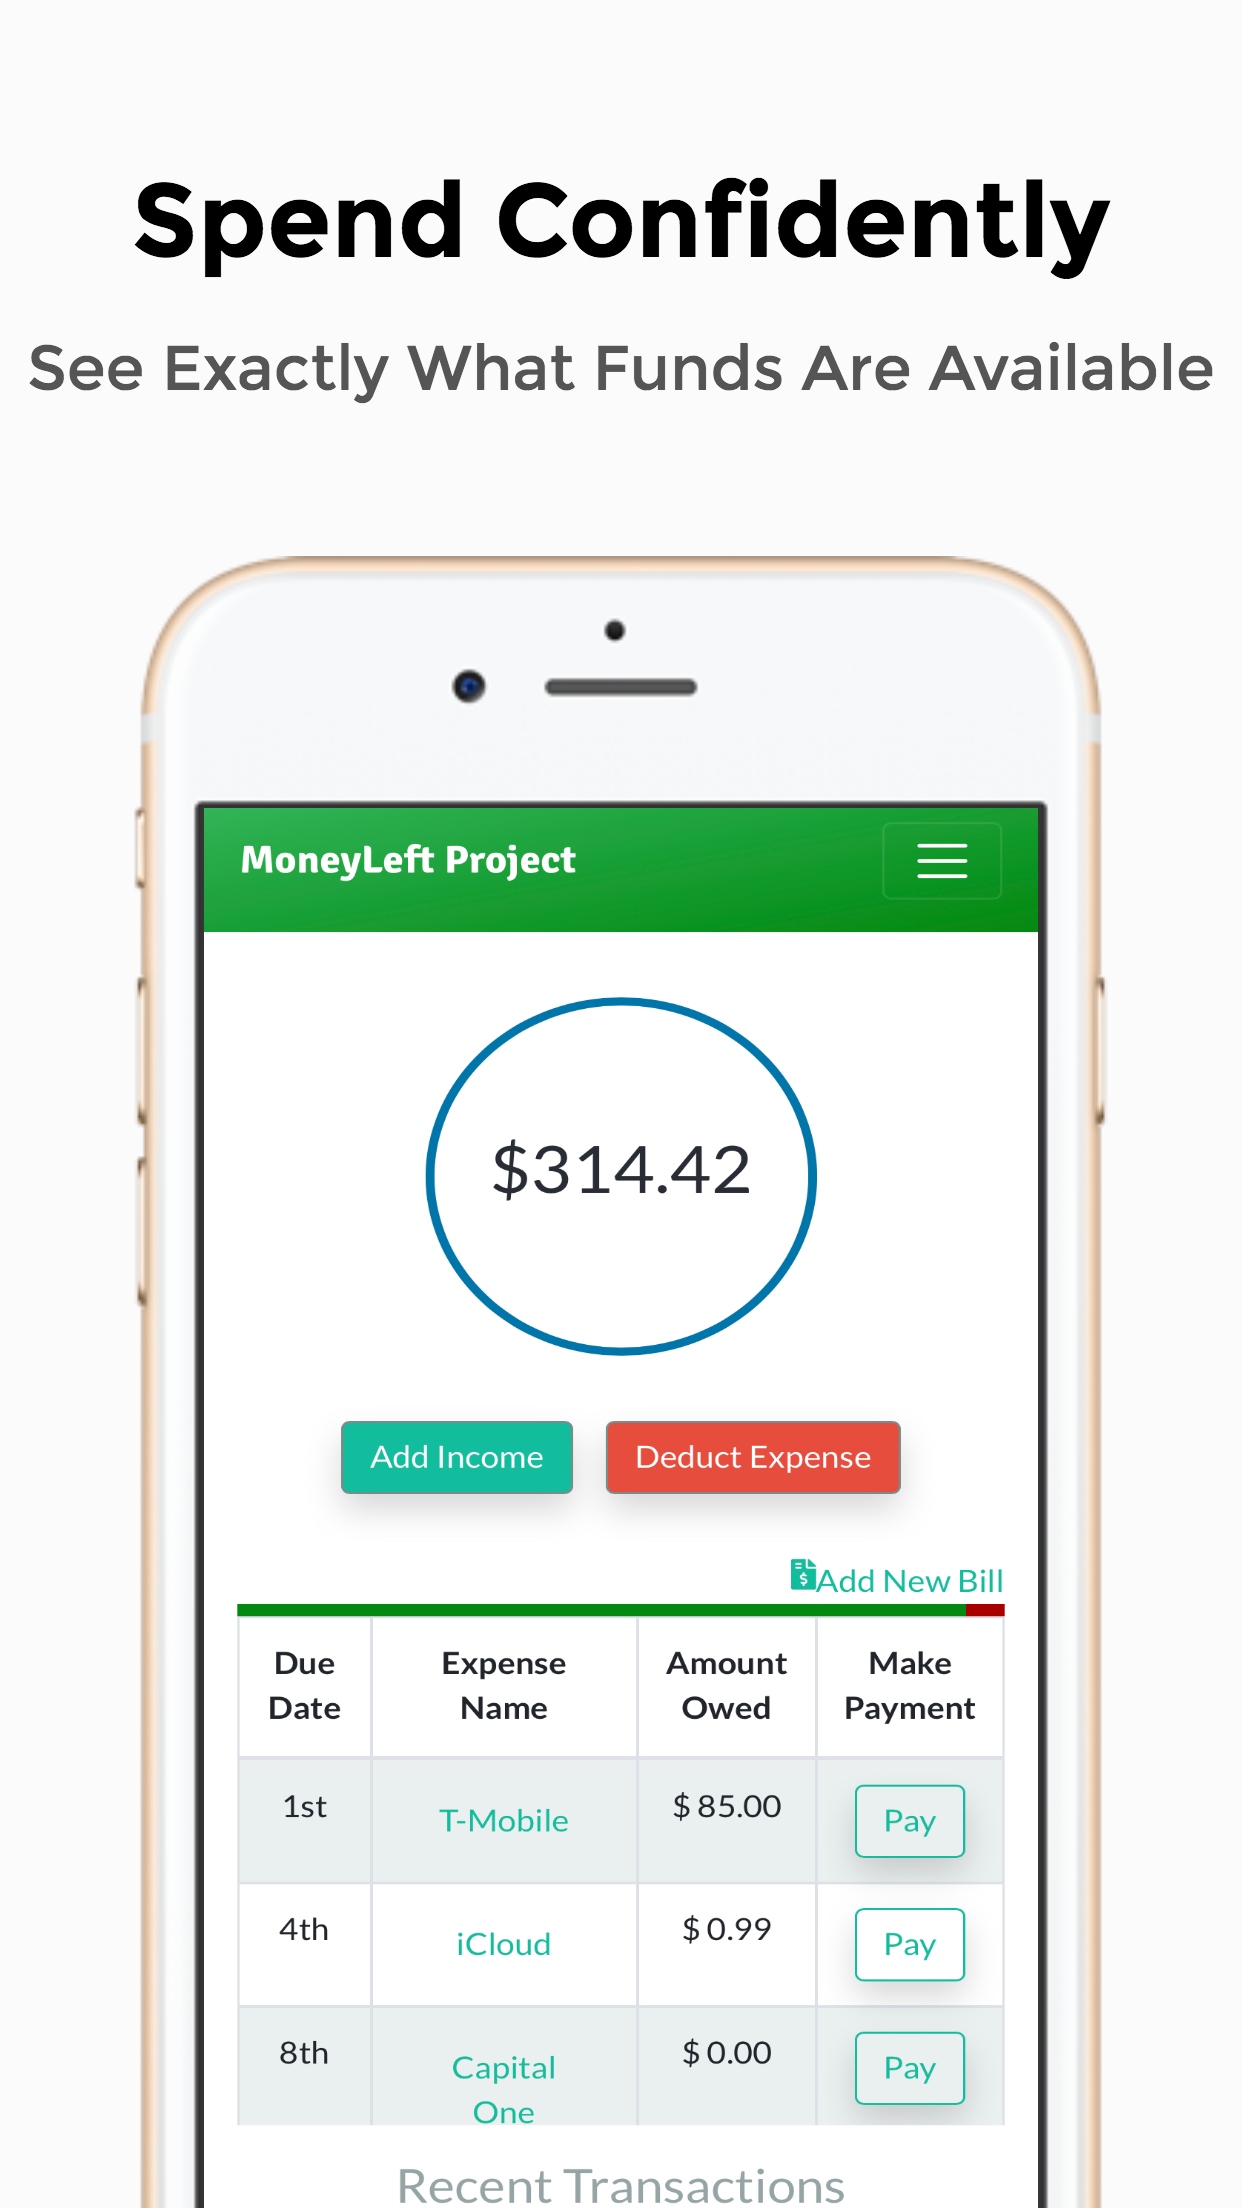 Spend Confidently
See Exactly What Funds Are Available
MoneyLeft Project
$314.42
Add Income Deduct Expense
Add New Bill
Due Date Expense Name Amount Owed Make Payment
1st T-Mobile $ 85.00 Pay
4th iCloud $ 0.99 Pay
8th Capital One $ 0.00 Pay
Recent Transactions